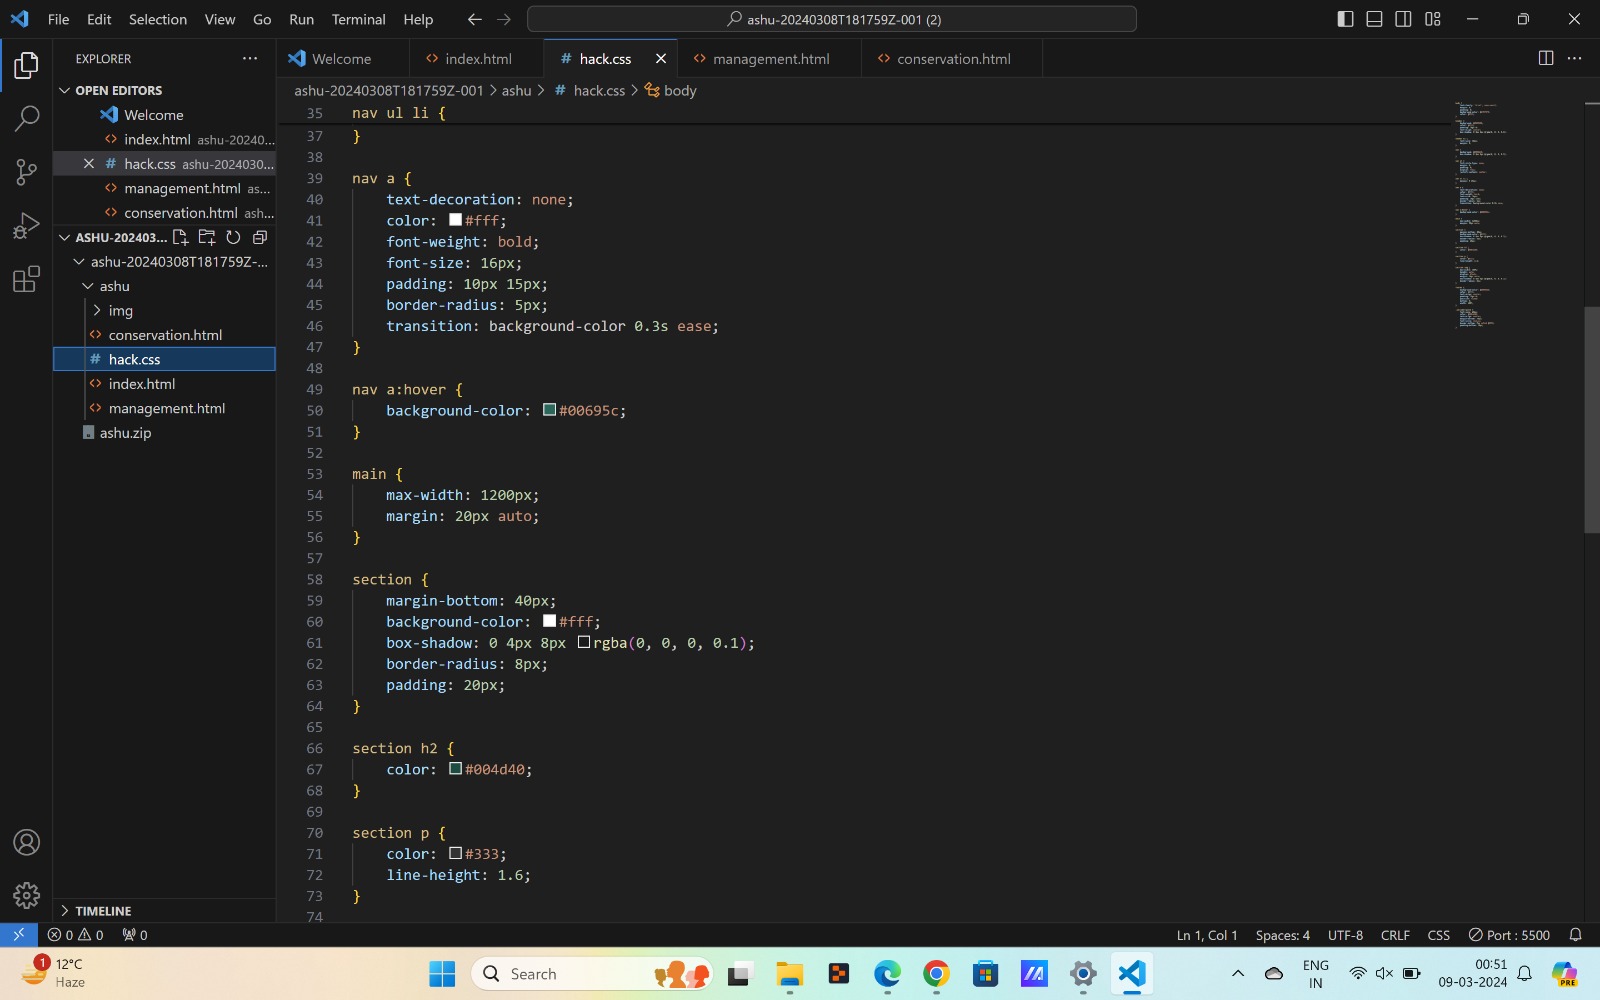 File Edit Selection View Go Run Terminal Help
ashu-20240308T181759Z-001 (2)
EXPLORER
OPEN EDITORS
Welcome
index.html ashu-20240...
hack.css ashu-2024030...
management.html as...
conservation.html ash...
ASHU-202403...
ashu-20240308T181759Z-...
ashu
img
conservation.html
hack.css
index.html
management.html
ashu.zip
TIMELINE
Welcome index.html hack.css management.html conservation.html
ashu-20240308T181759Z-001 > ashu > # hack.css > body
35 nav ul li {
37 }
38
39 nav a {
40 text-decoration: none;
41 color: #fff;
42 font-weight: bold;
43 font-size: 16px;
44 padding: 10px 15px;
45 border-radius: 5px;
46 transition: background-color 0.3s ease;
47 }
48
49 nav a:hover {
50 background-color: #00695c;
51 }
52
53 main {
54 max-width: 1200px;
55 margin: 20px auto;
56 }
57
58 section {
59 margin-bottom: 40px;
60 background-color: #fff;
61 box-shadow: 0 4px 8px rgba(0, 0, 0, 0.1);
62 border-radius: 8px;
63 padding: 20px;
64 }
65
66 section h2 {
67 color: #004d40;
68 }
69
70 section p {
71 color: #333;
72 line-height: 1.6;
73 }
74
0 0 0
Ln 1, Col 1 Spaces: 4 UTF-8 CRLF CSS Port : 5500
1
12°C
Haze
Search
PRE
ENG
IN
00:51
09-03-2024